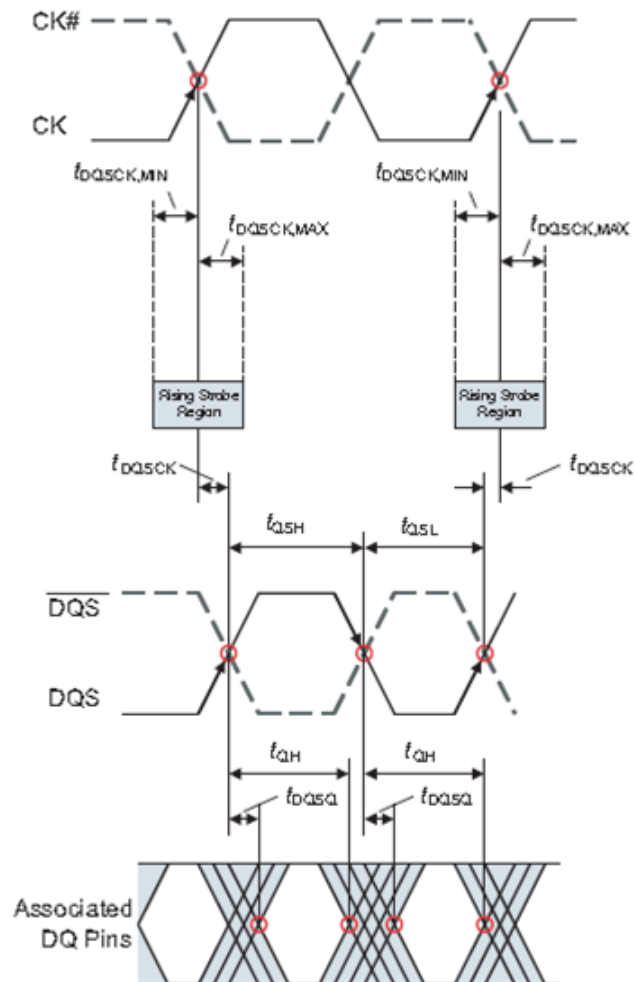 CK#
CK
tDQSCK,MIN
tDQSCK,MIN
tDQSCK,MAX
tDQSCK,MAX
Rising Strobe
Region
Rising Strobe
Region
tDQSCK
tDQSCK
tQSH
tQSL
DQS
DQS
tQH
tQH
tDQSQ
tDQSQ
Associated
DQ Pins